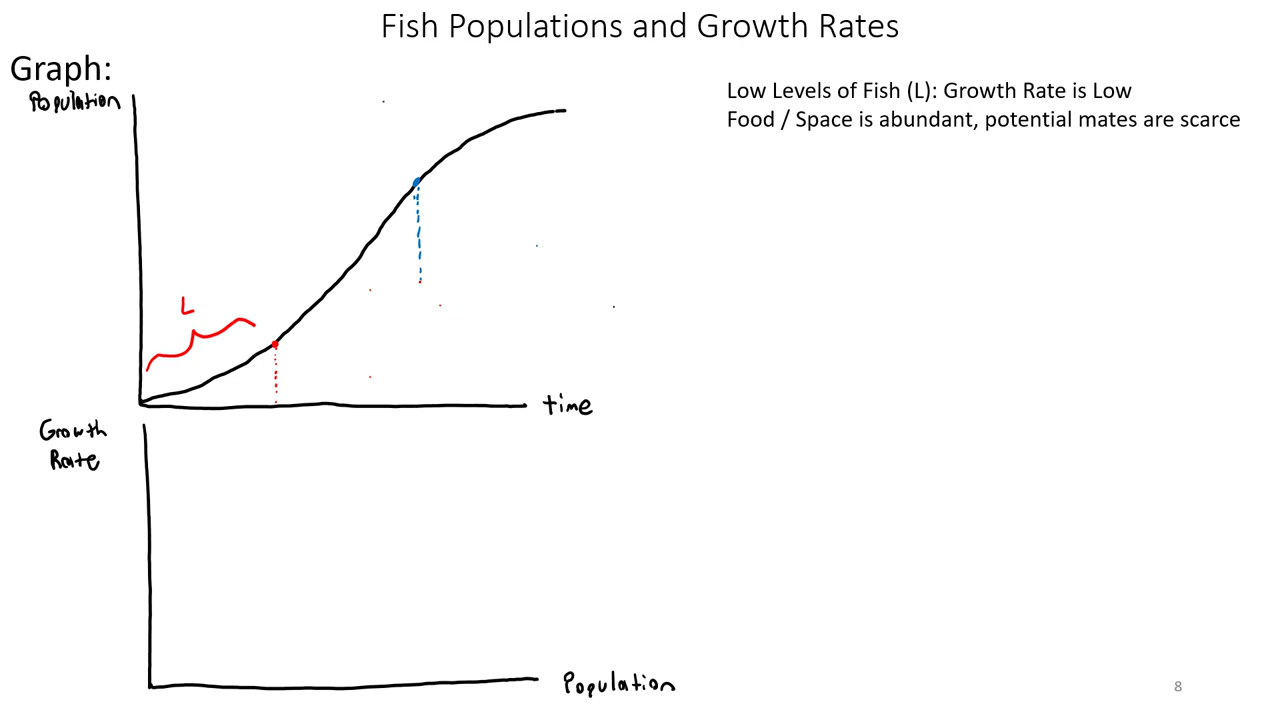 Fish Populations and Growth Rates
Graph:
Population
Low Levels of Fish (L): Growth Rate is Low
Food / Space is abundant, potential mates are scarce
L
time
Growth
Rate
Population
8